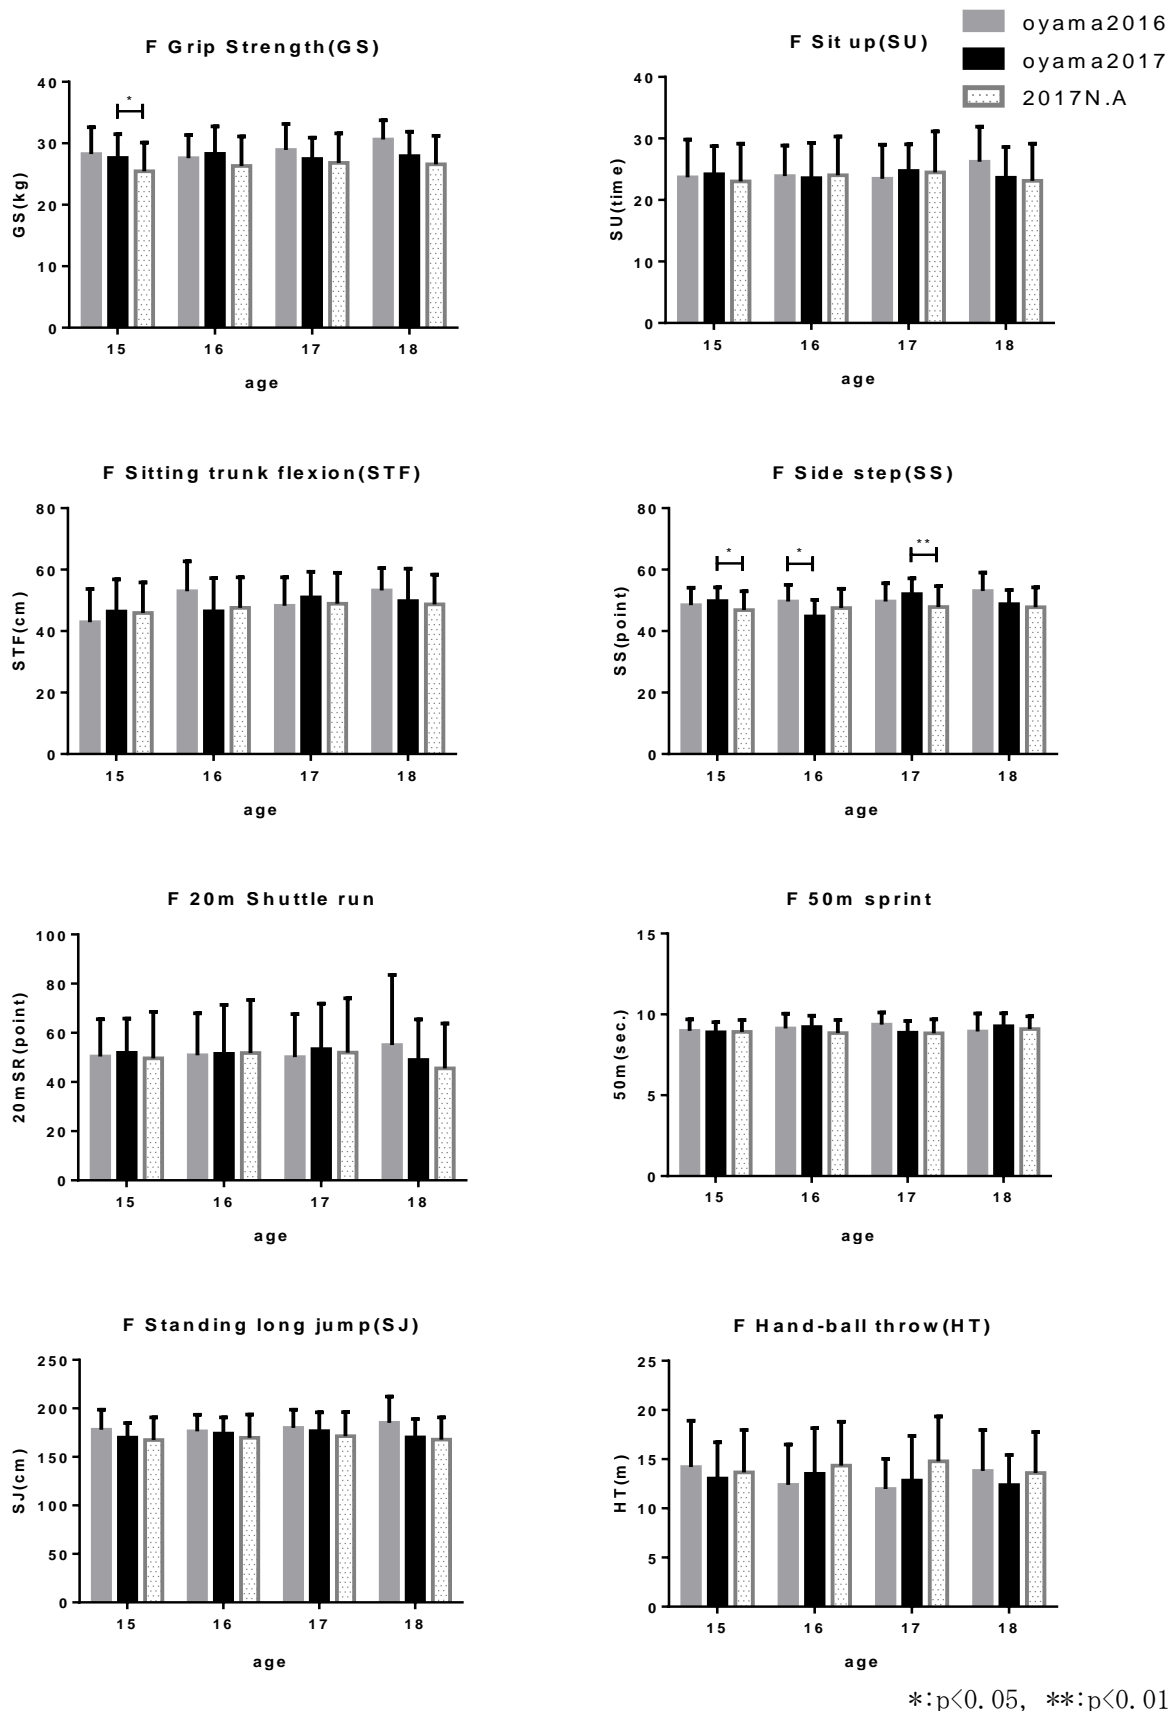 oyama2016
oyama2017
2017N.A
F Grip Strength(GS)
GS(kg)
40
30
20
10
0
*
15 16 17 18
age
F Sit up(SU)
SU(time)
40
30
20
10
0
15 16 17 18
age
F Sitting trunk flexion(STF)
STF(cm)
80
60
40
20
0
15 16 17 18
age
F Side step(SS)
SS(point)
80
60
40
20
0
* * **
15 16 17 18
age
F 20m Shuttle run
20mSR(point)
100
80
60
40
20
0
15 16 17 18
age
F 50m sprint
50m(sec.)
15
10
5
0
15 16 17 18
age
F Standing long jump(SJ)
SJ(cm)
250
200
150
100
50
0
15 16 17 18
age
F Hand-ball throw(HT)
HT(m)
25
20
15
10
5
0
15 16 17 18
age
*:p<0.05, **:p<0.01